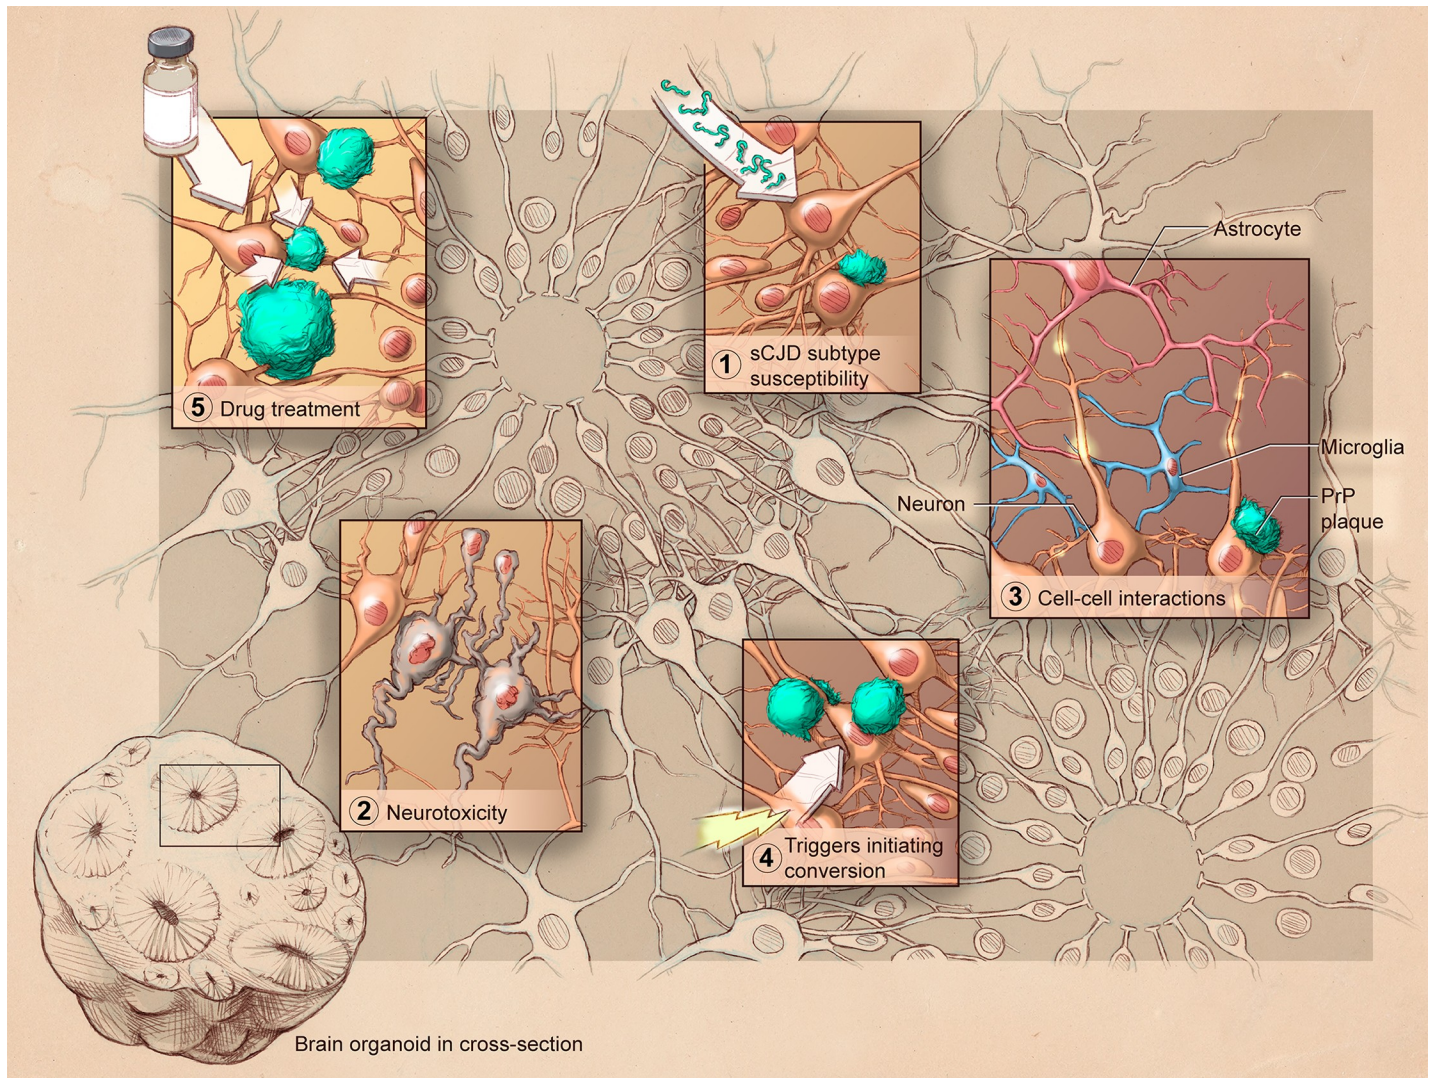 1 sCJD subtype
susceptibility
2 Neurotoxicity
Astrocyte
Microglia
Neuron
PrP
plaque
3 Cell-cell interactions
4 Triggers initiating
conversion
5 Drug treatment
Brain organoid in cross-section